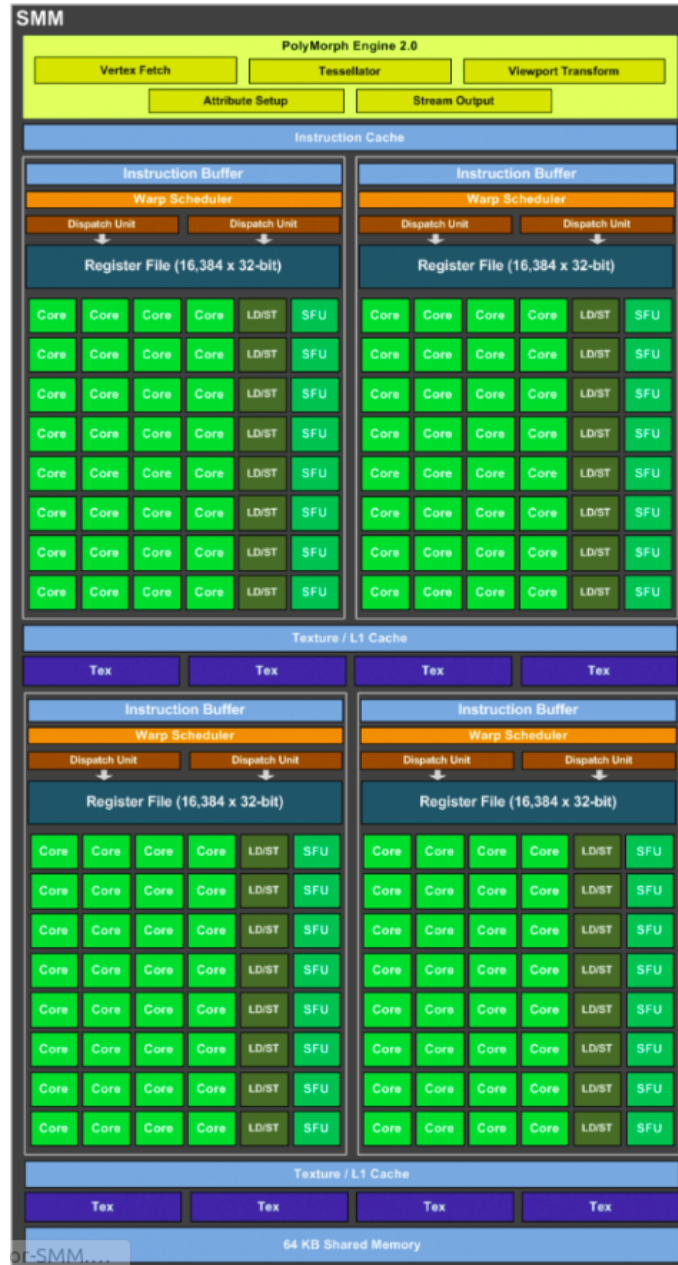 SMM
PolyMorph Engine 2.0
Vertex Fetch Tessellator Viewport Transform
Attribute Setup Stream Output
Instruction Cache
Instruction Buffer Instruction Buffer
Warp Scheduler Warp Scheduler
Dispatch Unit Dispatch Unit Dispatch Unit Dispatch Unit
Register File (16,384 x 32-bit) Register File (16,384 x 32-bit)
Core Core Core Core LD/ST SFU Core Core Core Core LD/ST SFU
Core Core Core Core LD/ST SFU Core Core Core Core LD/ST SFU
Core Core Core Core LD/ST SFU Core Core Core Core LD/ST SFU
Core Core Core Core LD/ST SFU Core Core Core Core LD/ST SFU
Core Core Core Core LD/ST SFU Core Core Core Core LD/ST SFU
Core Core Core Core LD/ST SFU Core Core Core Core LD/ST SFU
Core Core Core Core LD/ST SFU Core Core Core Core LD/ST SFU
Core Core Core Core LD/ST SFU Core Core Core Core LD/ST SFU
Texture / L1 Cache
Tex Tex Tex Tex
Instruction Buffer Instruction Buffer
Warp Scheduler Warp Scheduler
Dispatch Unit Dispatch Unit Dispatch Unit Dispatch Unit
Register File (16,384 x 32-bit) Register File (16,384 x 32-bit)
Core Core Core Core LD/ST SFU Core Core Core Core LD/ST SFU
Core Core Core Core LD/ST SFU Core Core Core Core LD/ST SFU
Core Core Core Core LD/ST SFU Core Core Core Core LD/ST SFU
Core Core Core Core LD/ST SFU Core Core Core Core LD/ST SFU
Core Core Core Core LD/ST SFU Core Core Core Core LD/ST SFU
Core Core Core Core LD/ST SFU Core Core Core Core LD/ST SFU
Core Core Core Core LD/ST SFU Core Core Core Core LD/ST SFU
Core Core Core Core LD/ST SFU Core Core Core Core LD/ST SFU
Texture / L1 Cache
Tex Tex Tex Tex
64 KB Shared Memory
or-SMM....